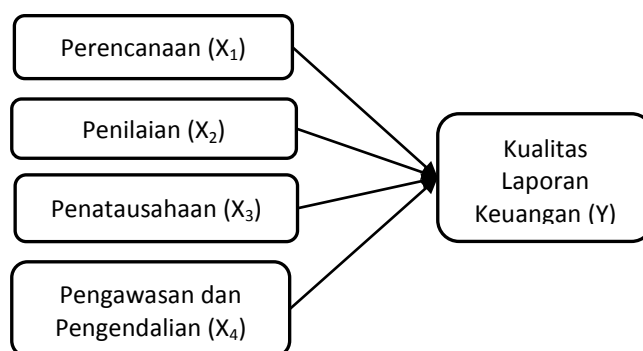 Perencanaan (X₁)
Penilaian (X₂)
Penatausahaan (X₃)
Pengawasan dan
Pengendalian (X₄)
Kualitas
Laporan
Keuangan (Y)